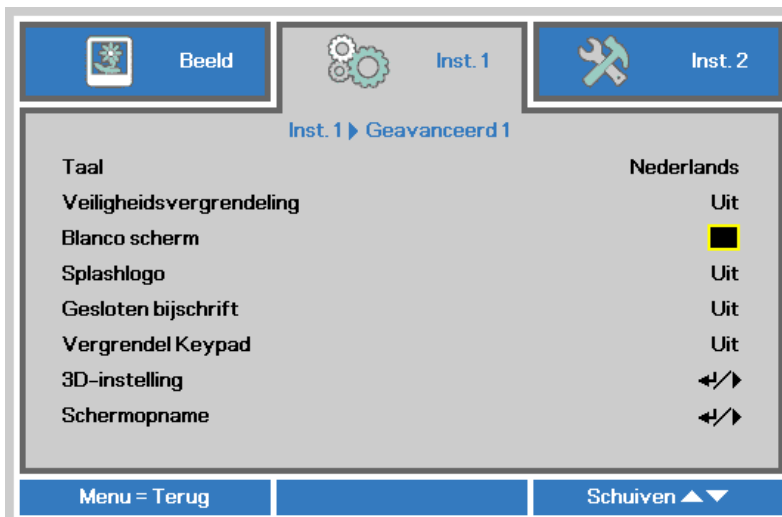 Beeld
Inst. 1
Inst. 2
Inst. 1 Geavanceerd 1
Taal Nederlands
Veiligheidsvergrendeling Uit
Blanco scherm
Splashlogo Uit
Gesloten bijschrift Uit
Vergrendel Keypad Uit
3D-instelling ↵/▶
Schermopname ↵/▶
Menu = Terug
Schuiven ▲▼